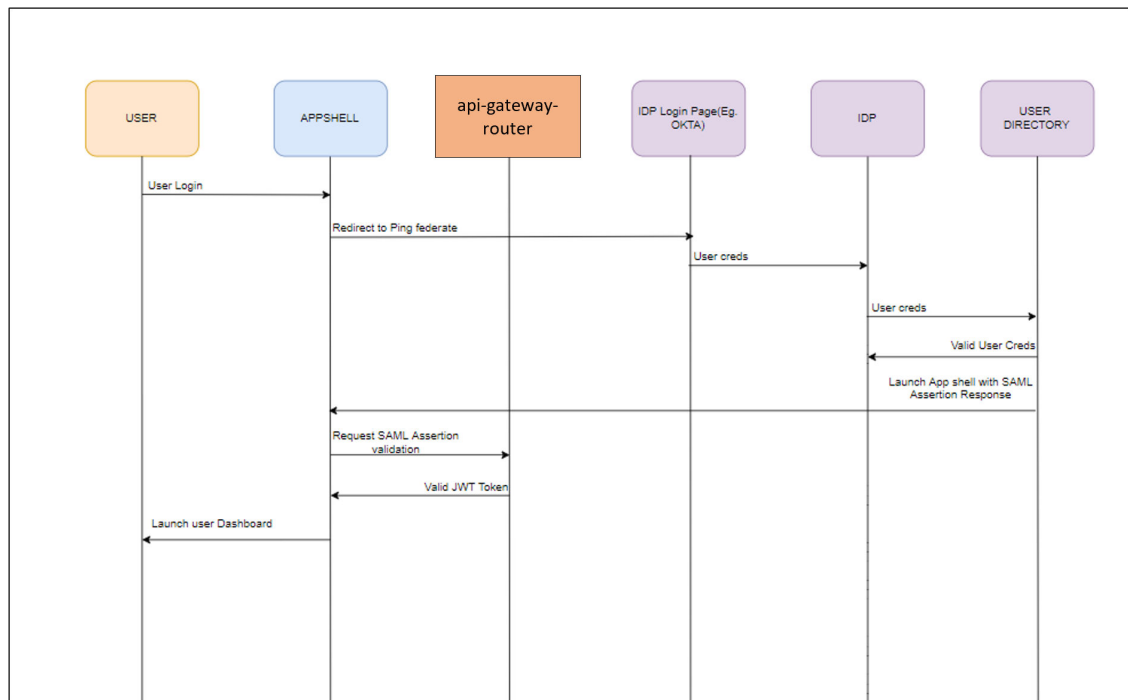 USER
APPSHELL
api-gateway-
router
IDP Login Page(Eg.
OKTA)
IDP
USER
DIRECTORY
User Login
Redirect to Ping federate
User creds
User creds
Valid User Creds
Launch App shell with SAML
Assertion Response
Request SAML Assertion
validation
Valid JWT Token
Launch user Dashboard